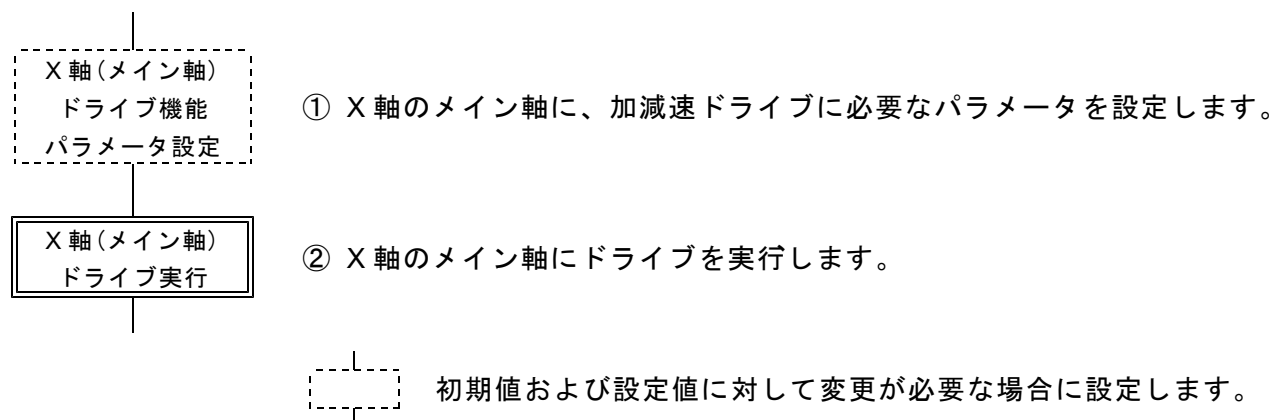 X軸(メイン軸)
ドライブ機能
パラメータ設定
① X軸のメイン軸に、加減速ドライブに必要なパラメータを設定します。
X軸(メイン軸)
ドライブ実行
② X軸のメイン軸にドライブを実行します。
初期値および設定値に対して変更が必要な場合に設定します。